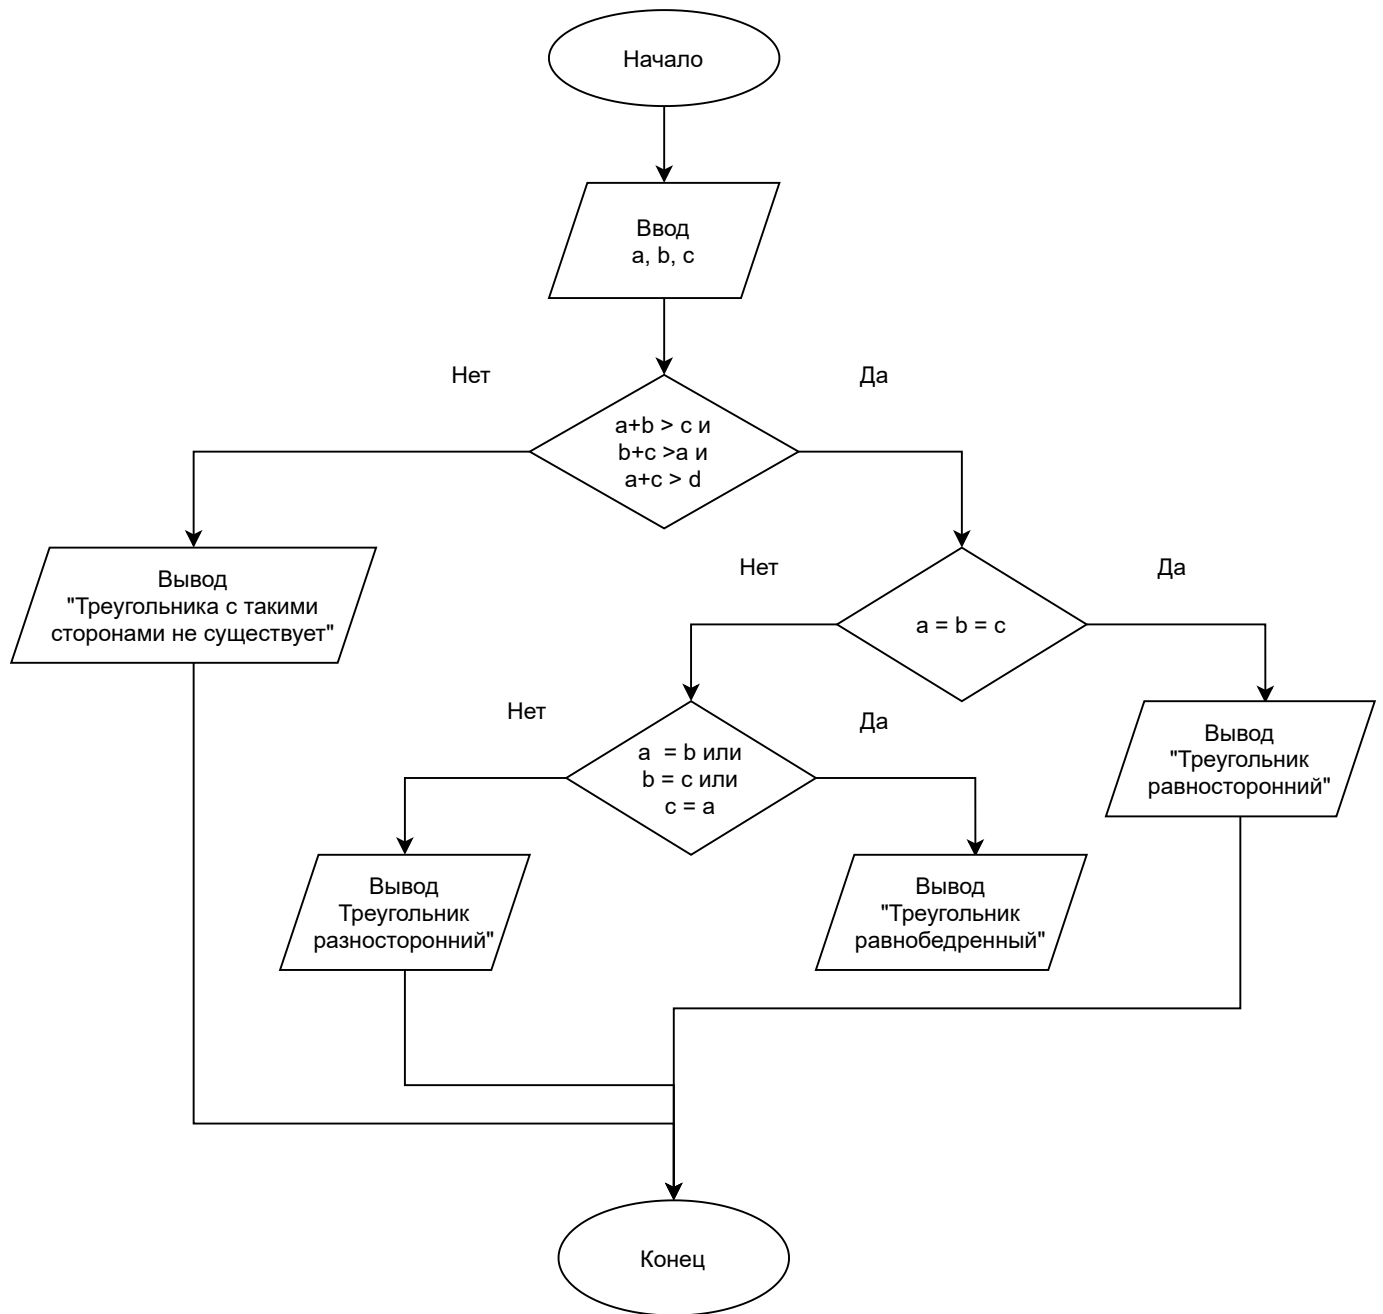 Начало
Ввод
a, b, c
Нет
Да
a+b > c и
b+c >a и
a+c > d
Вывод
"Треугольника с такими
сторонами не существует"
Нет
Да
a = b = c
Нет
Да
a  = b или
b = c или
c = a
Вывод
"Треугольник
равносторонний"
Вывод
Треугольник
разносторонний"
Вывод
"Треугольник
равнобедренный"
Конец